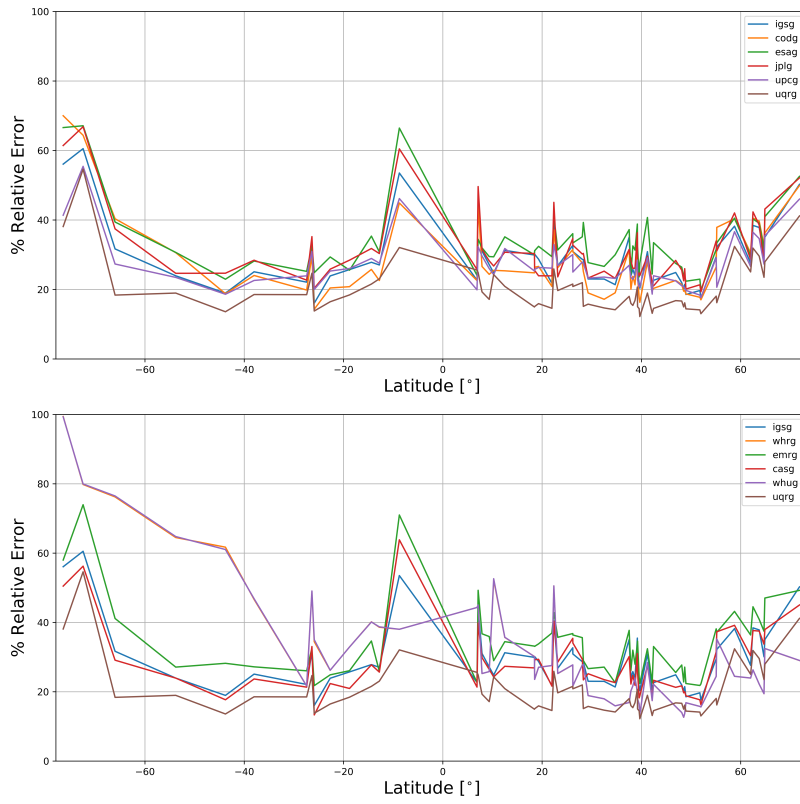 100
80
60
40
20
0
% Relative Error
igsg
codg
esag
jplg
upcg
uqrg
−60 −40 −20 0 20 40 60
Latitude [°]
100
80
60
40
20
0
% Relative Error
igsg
whrg
emrg
casg
whug
uqrg
−60 −40 −20 0 20 40 60
Latitude [°]